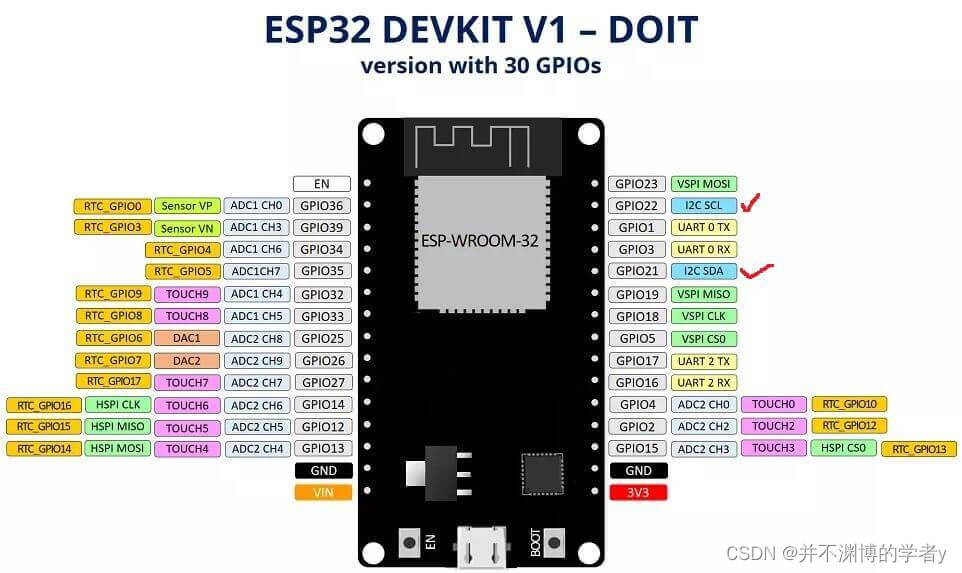 ESP32 DEVKIT V1 – DOIT
version with 30 GPIOs
EN GPIO23 VSPI MOSI
RTC_GPIO0 Sensor VP ADC1 CH0 GPIO36 GPIO22 I2C SCL
RTC_GPIO3 Sensor VN ADC1 CH3 GPIO39 GPIO1 UART 0 TX
RTC_GPIO4 ADC1 CH6 GPIO34 ESP-WROOM-32 GPIO3 UART 0 RX
RTC_GPIO5 ADC1CH7 GPIO35 GPIO21 I2C SDA
RTC_GPIO9 TOUCH9 ADC1 CH4 GPIO32 GPIO19 VSPI MISO
RTC_GPIO8 TOUCH8 ADC1 CH5 GPIO33 GPIO18 VSPI CLK
RTC_GPIO6 DAC1 ADC2 CH8 GPIO25 GPIO5 VSPI CS0
RTC_GPIO7 DAC2 ADC2 CH9 GPIO26 GPIO17 UART 2 TX
RTC_GPIO17 TOUCH7 ADC2 CH7 GPIO27 GPIO16 UART 2 RX
RTC_GPIO16 HSPI CLK TOUCH6 ADC2 CH6 GPIO14 GPIO4 ADC2 CH0 TOUCH0 RTC_GPIO10
RTC_GPIO15 HSPI MISO TOUCH5 ADC2 CH5 GPIO12 GPIO2 ADC2 CH2 TOUCH2 RTC_GPIO12
RTC_GPIO14 HSPI MOSI TOUCH4 ADC2 CH4 GPIO13 GPIO15 ADC2 CH3 TOUCH3 HSPI CS0 RTC_GPIO13
GND GND
VIN 3V3
EN BOOT
CSDN @并不渊博的学者y